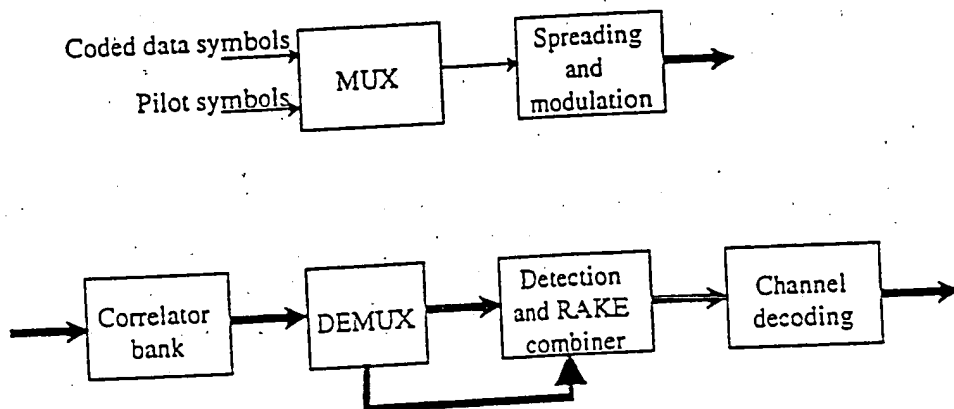 Coded data symbols
Pilot symbols
MUX
Spreading
and
modulation
Correlator
bank
DEMUX
Detection
and RAKE
combiner
Channel
decoding